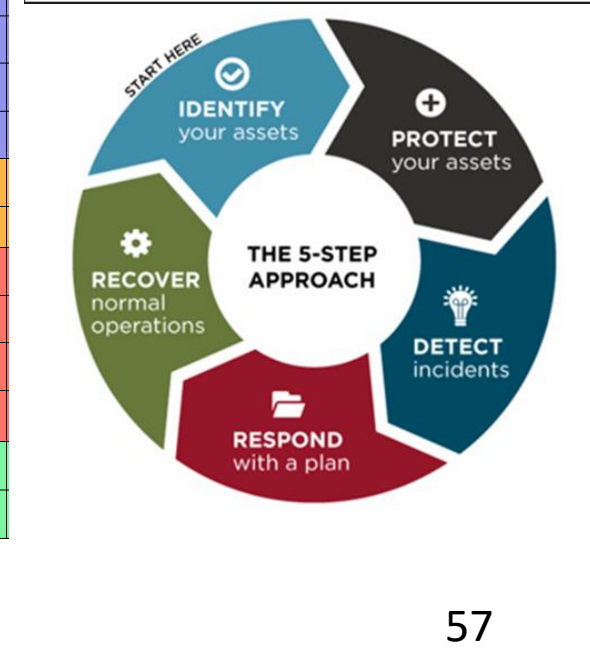 START HERE
IDENTIFY
your assets
PROTECT
your assets
DETECT
incidents
RESPOND
with a plan
RECOVER
normal
operations
THE 5-STEP
APPROACH
57